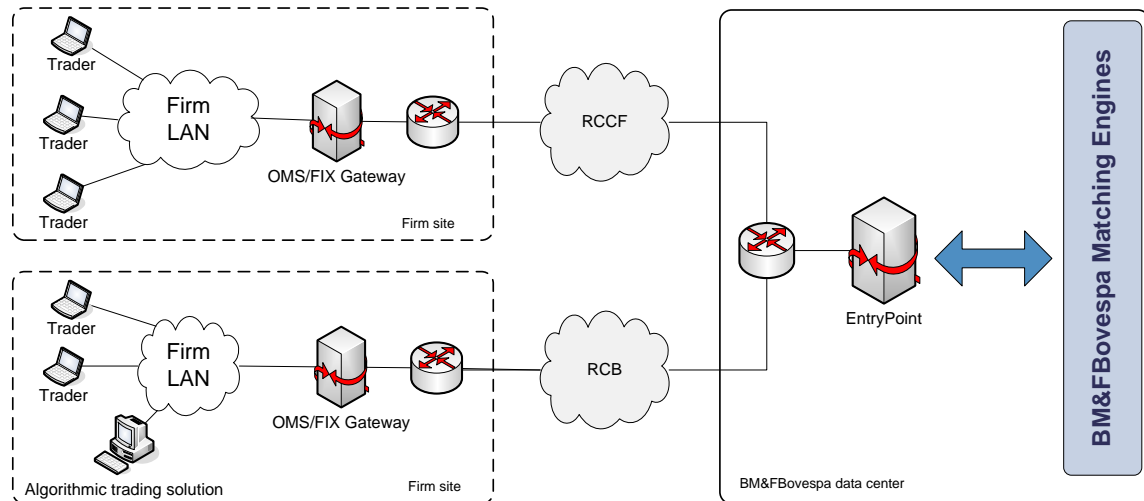 Trader
Trader
Trader
Firm
LAN
OMS/FIX Gateway
Firm site
RCCF
Trader
Trader
Algorithmic trading solution
Firm
LAN
OMS/FIX Gateway
Firm site
RCB
EntryPoint
BM&FBovespa data center
BM&FBovespa Matching Engines